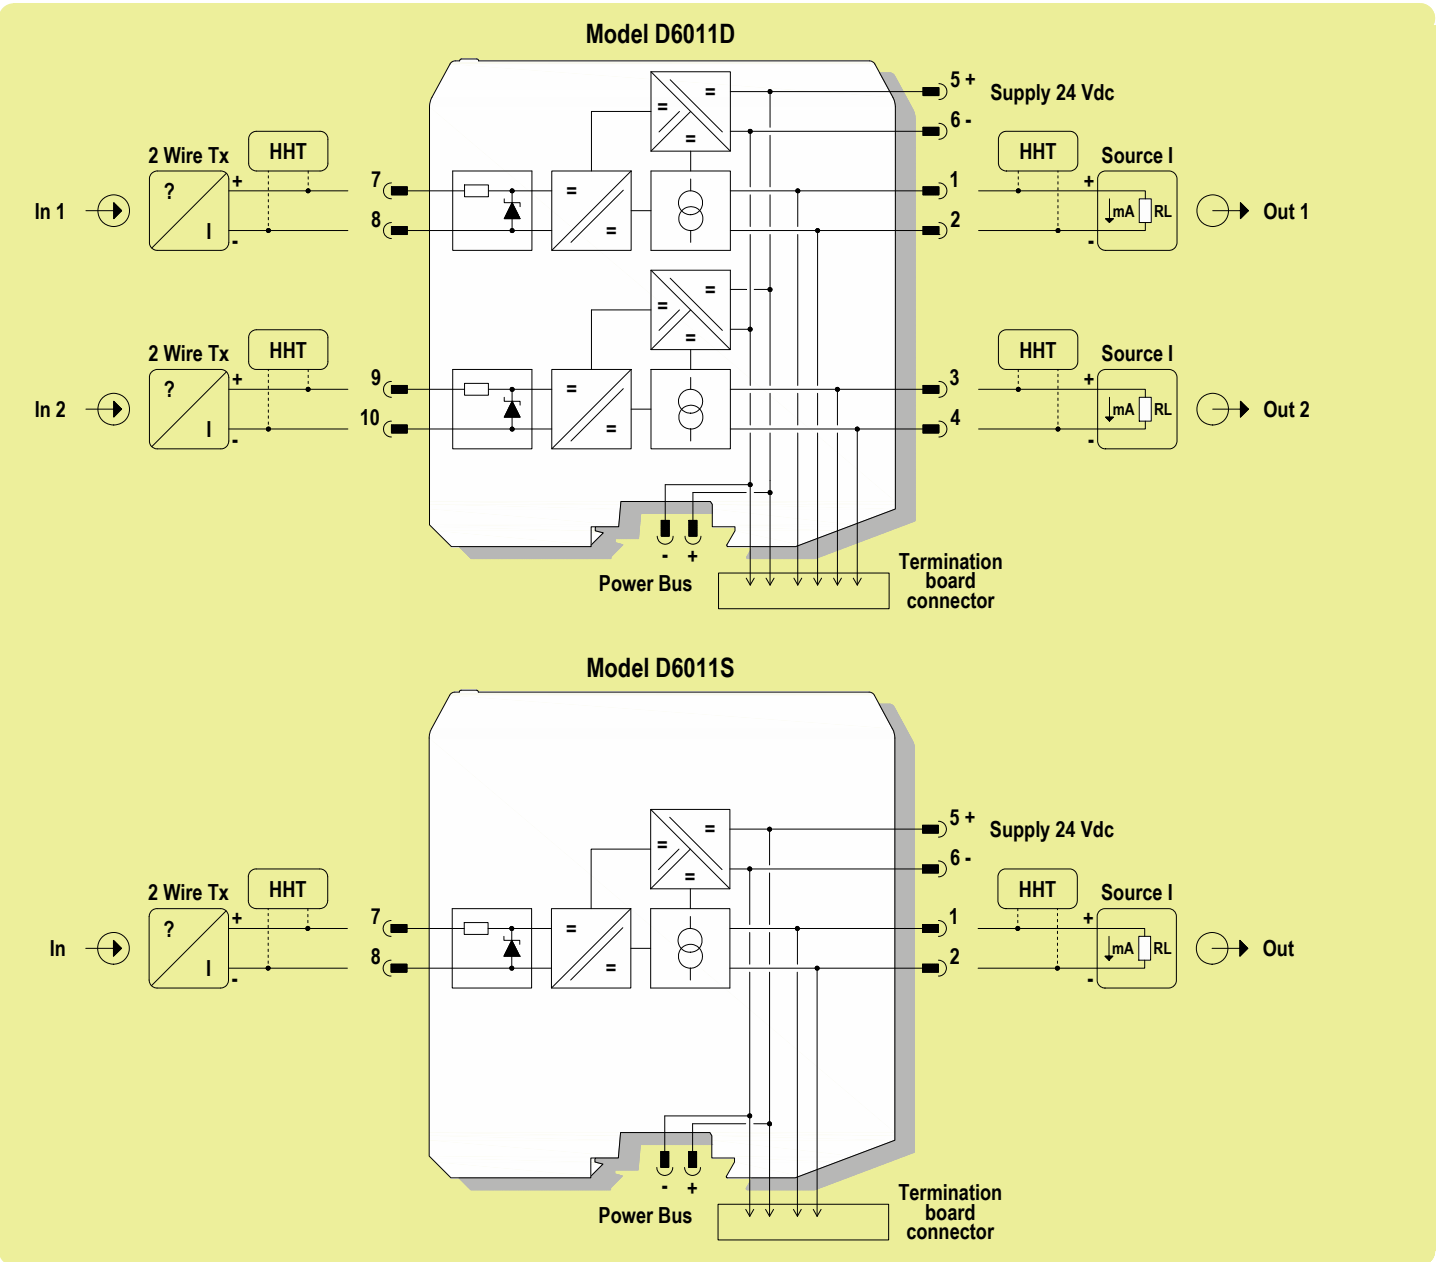 Model D6011D
5 +
Supply 24 Vdc
6 -
2 Wire Tx
HHT
HHT
Source I
In 1
?
I
+
-
7
8
=
=
=
=
=
1
2
+
-
mA
RL
Out 1
2 Wire Tx
HHT
HHT
Source I
In 2
?
I
+
-
9
10
=
=
=
=
=
3
4
+
-
mA
RL
Out 2
- +
Power Bus
Termination
board
connector
Model D6011S
5 +
Supply 24 Vdc
6 -
2 Wire Tx
HHT
HHT
Source I
In
?
I
+
-
7
8
=
=
=
=
=
1
2
+
-
mA
RL
Out
- +
Power Bus
Termination
board
connector